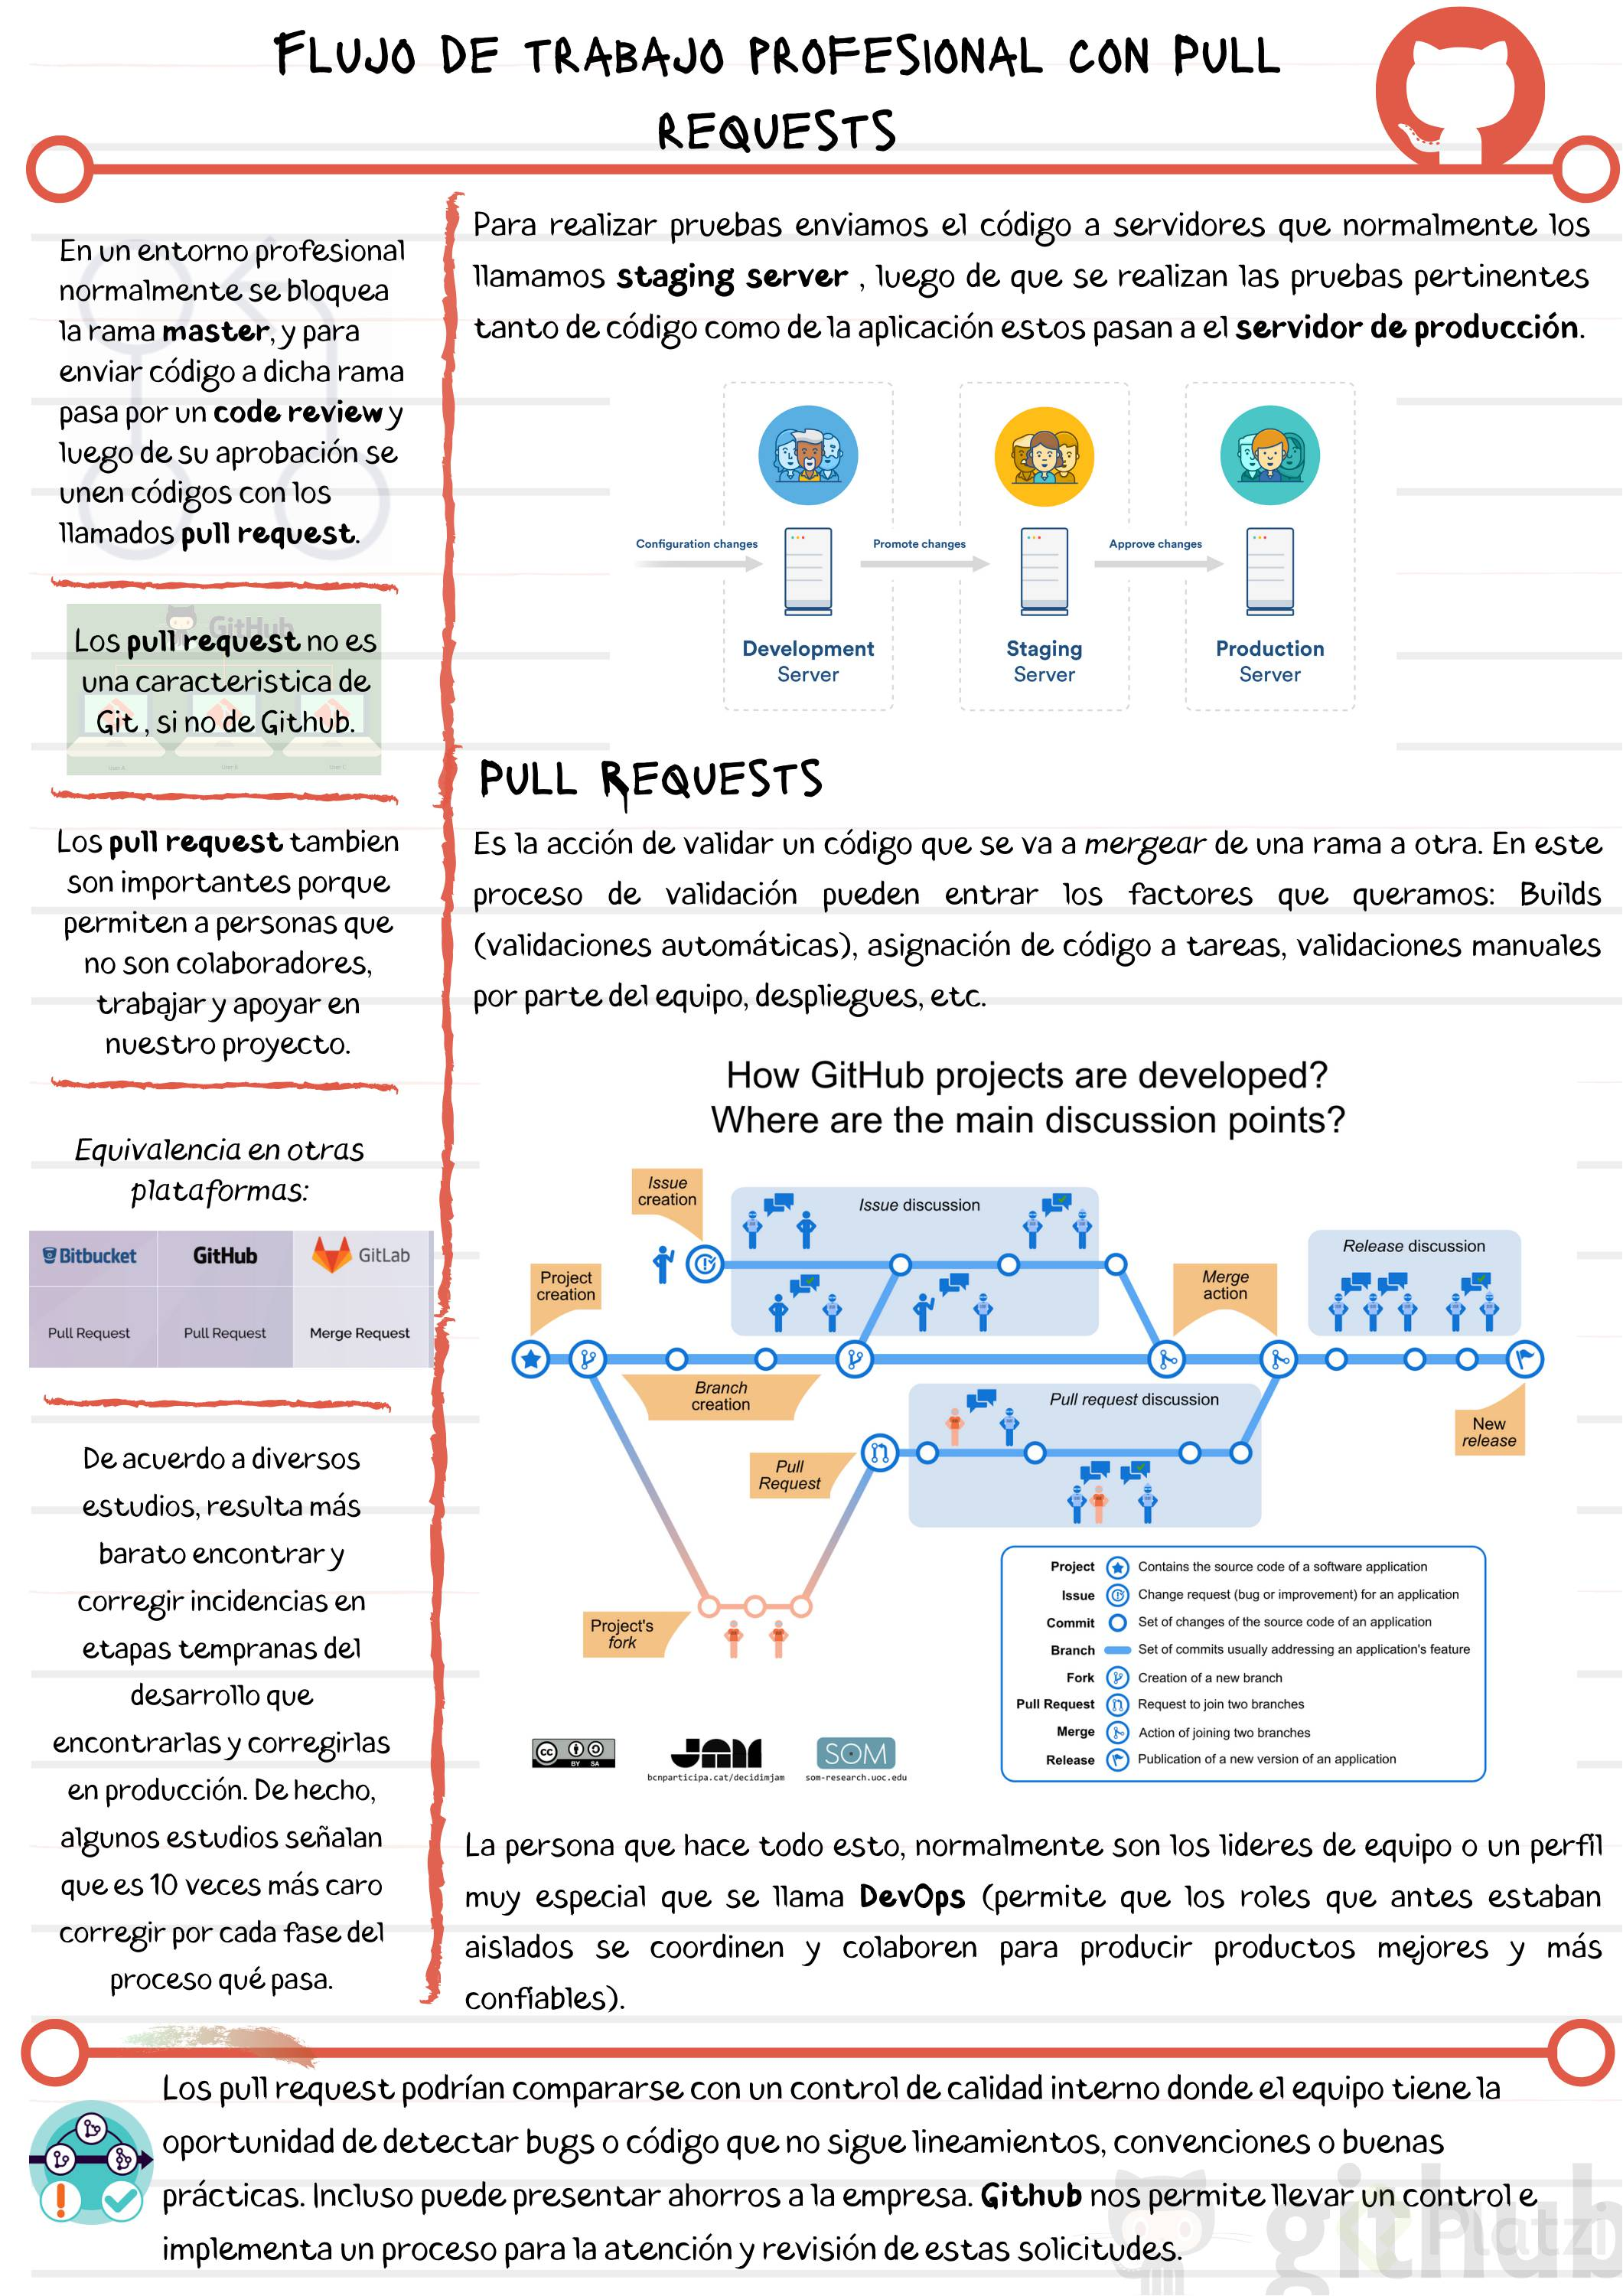 FLUJO DE TRABAJO PROFESIONAL CON PULL
REQUESTS
En un entorno profesional
normalmente se bloquea
la rama master, y para
enviar código a dicha rama
pasa por un code review y
luego de su aprobación se
unen códigos con los
llamados pull request.
GitHub
Los pull request no es
una caracteristica de
Git , si no de Github.
User A
User B
User C
Los pull request tambien
son importantes porque
permiten a personas que
no son colaboradores,
trabajar y apoyar en
nuestro proyecto.
Equivalencia en otras
plataformas:
Bitbucket GitHub GitLab
Pull Request Pull Request Merge Request
De acuerdo a diversos
estudios, resulta más
barato encontrar y
corregir incidencias en
etapas tempranas del
desarrollo que
encontrarlas y corregirlas
en producción. De hecho,
algunos estudios señalan
que es 10 veces más caro
corregir por cada fase del
proceso qué pasa.
Para realizar pruebas enviamos el código a servidores que normalmente los
llamamos staging server , luego de que se realizan las pruebas pertinentes
tanto de código como de la aplicación estos pasan a el servidor de producción.
Configuration changes
Promote changes
Approve changes
Development
Server
Staging
Server
Production
Server
PULL REQUESTS
Es la acción de validar un código que se va a mergear de una rama a otra. En este
proceso de validación pueden entrar los factores que queramos: Builds
(validaciones automáticas), asignación de código a tareas, validaciones manuales
por parte del equipo, despliegues, etc.
How GitHub projects are developed?
Where are the main discussion points?
Issue
creation
Issue discussion
Release discussion
Project
creation
Merge
action
Branch
creation
Pull request discussion
New
release
Pull
Request
Project's
fork
Project Contains the source code of a software application
Issue Change request (bug or improvement) for an application
Commit Set of changes of the source code of an application
Branch Set of commits usually addressing an application's feature
Fork Creation of a new branch
Pull Request Request to join two branches
Merge Action of joining two branches
Release Publication of a new version of an application
cc BY SA
JAM
bcnparticipa.cat/decidimjam
SOM
som-research.uoc.edu
La persona que hace todo esto, normalmente son los lideres de equipo o un perfil
muy especial que se llama DevOps (permite que los roles que antes estaban
aislados se coordinen y colaboren para producir productos mejores y más
confiables).
Los pull request podrían compararse con un control de calidad interno donde el equipo tiene la
oportunidad de detectar bugs o código que no sigue lineamientos, convenciones o buenas
prácticas. Incluso puede presentar ahorros a la empresa. Github nos permite llevar un control e
implementa un proceso para la atención y revisión de estas solicitudes.
github
Platzi